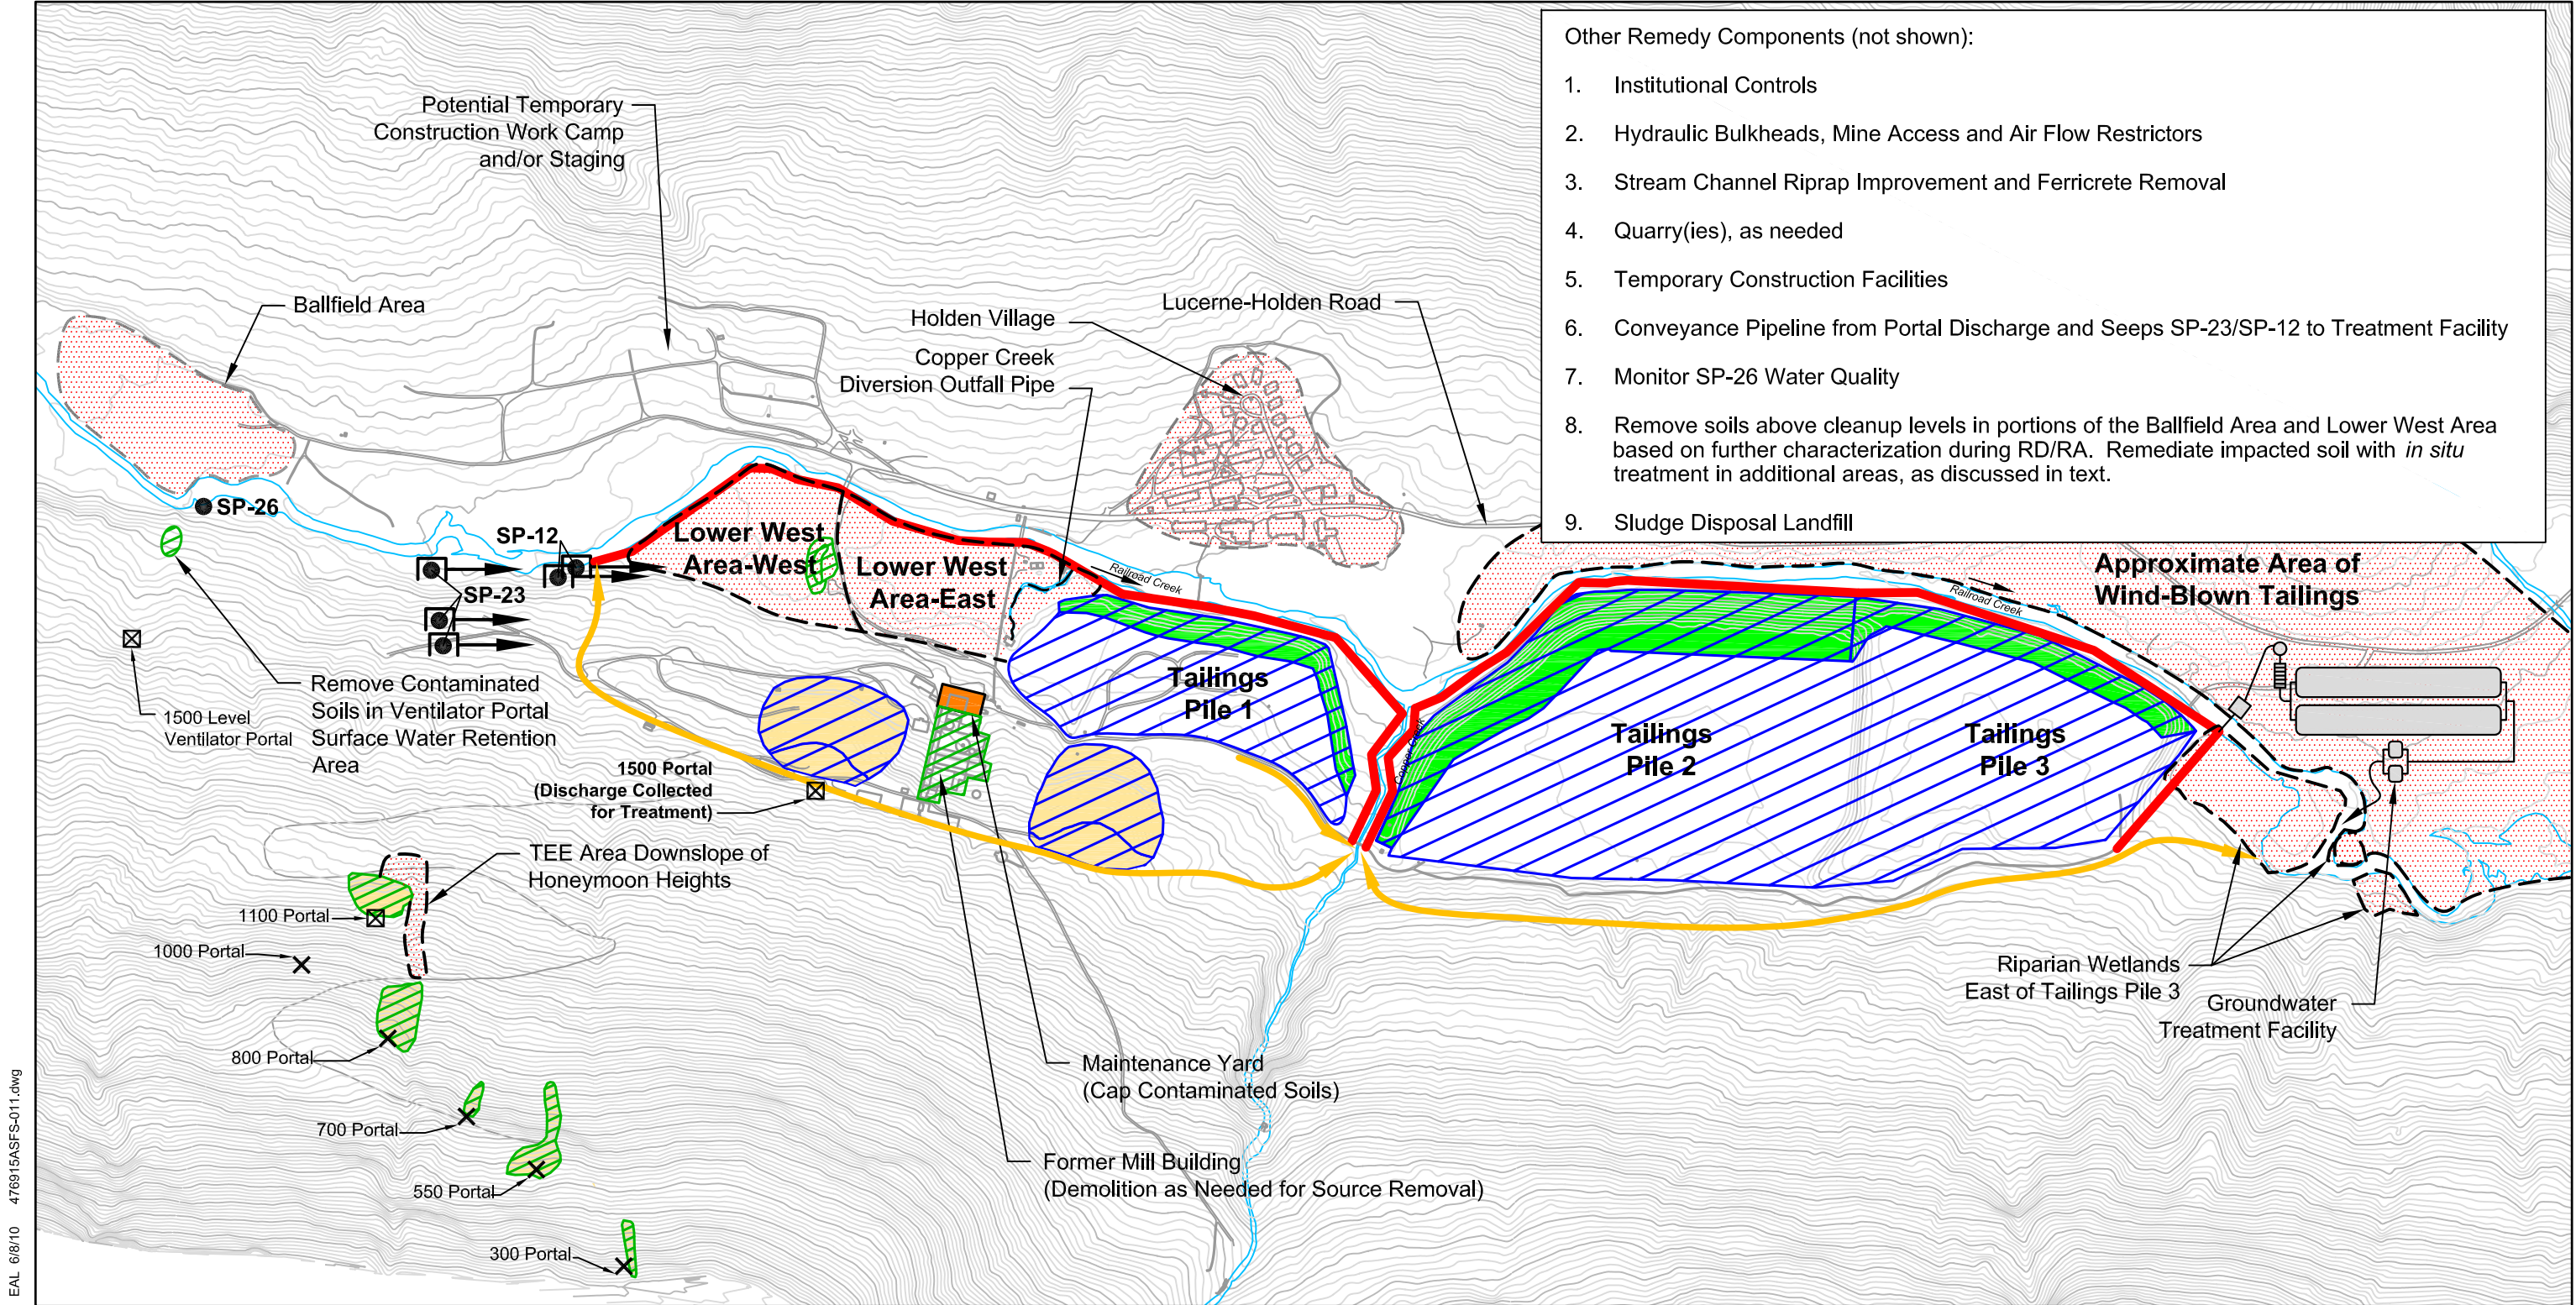 Other Remedy Components (not shown):
1. Institutional Controls
2. Hydraulic Bulkheads, Mine Access and Air Flow Restrictors
3. Stream Channel Riprap Improvement and Ferricrete Removal
4. Quarry(ies), as needed
5. Temporary Construction Facilities
6. Conveyance Pipeline from Portal Discharge and Seeps SP-23/SP-12 to Treatment Facility
7. Monitor SP-26 Water Quality
8. Remove soils above cleanup levels in portions of the Ballfield Area and Lower West Area
based on further characterization during RD/RA. Remediate impacted soil with in situ
treatment in additional areas, as discussed in text.
9. Sludge Disposal Landfill
Potential Temporary
Construction Work Camp
and/or Staging
Ballfield Area
Holden Village
Lucerne-Holden Road
Copper Creek
Diversion Outfall Pipe
SP-26
SP-12
SP-23
Lower West
Area-West
Lower West
Area-East
Railroad Creek
Railroad Creek
Approximate Area of
Wind-Blown Tailings
Tailings
Pile 1
Copper Creek
Tailings
Pile 2
Tailings
Pile 3
Remove Contaminated
Soils in Ventilator Portal
Surface Water Retention
Area
1500 Level
Ventilator Portal
1500 Portal
(Discharge Collected
for Treatment)
TEE Area Downslope of
Honeymoon Heights
1100 Portal
1000 Portal
800 Portal
700 Portal
550 Portal
300 Portal
Riparian Wetlands
East of Tailings Pile 3
Groundwater
Treatment Facility
Maintenance Yard
(Cap Contaminated Soils)
Former Mill Building
(Demolition as Needed for Source Removal)
EAL 6/8/10 476915ASFS-011.dwg